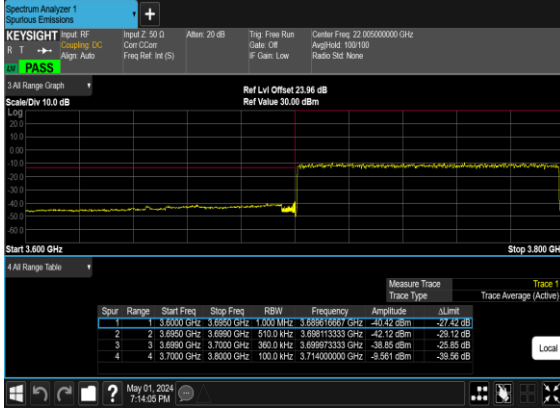 Spectrum Analyzer 1
Spurious Emissions
+
KEYSIGHT Input: RF Input Z: 50 Ω Atten: 20 dB Trig: Free Run Center Freq: 22.005000000 GHz
R T Coupling: DC Corr CCorr Gate: Off Avg|Hold: 100/100
Align: Auto Freq Ref: Int (S) IF Gain: Low Radio Std: None
PASS
3 All Range Graph
Ref Lvl Offset 23.96 dB
Scale/Div 10.0 dB Ref Value 30.00 dBm
Log
20.0
10.0
0.00
-10.0
-20.0
-30.0
-40.0
-50.0
-60.0
Start 3.600 GHz Stop 3.800 GH
4 All Range Table
Measure Trace Trace 1
Trace Type Trace Average (Active)
Spur Range Start Freq Stop Freq RBW Frequency Amplitude ΔLimit
1 1 3.6000 GHz 3.6950 GHz 1.000 MHz 3.689616667 GHz -40.42 dBm -27.42 dB
2 2 3.6950 GHz 3.6990 GHz 510.0 kHz 3.698113333 GHz -42.12 dBm -29.12 dB
3 3 3.6990 GHz 3.7000 GHz 360.0 kHz 3.699973333 GHz -38.85 dBm -25.85 dB
4 4 3.7000 GHz 3.8000 GHz 100.0 kHz 3.714000000 GHz -9.561 dBm -39.56 dB
Local
? May 01, 2024
7:14:05 PM